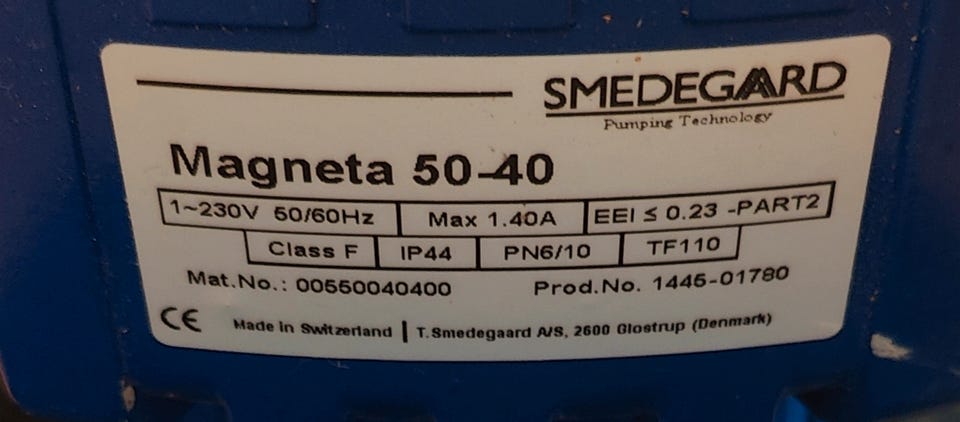 SMEDEGAARD
Pumping Technology
Magneta 50-40
1~230V 50/60Hz Max 1.40A EEI ≤ 0.23 -PART2
Class F IP44 PN6/10 TF110
Mat.No.: 00550040400 Prod.No. 1445-01780
CE Made in Switzerland | T.Smedegaard A/S, 2600 Glostrup (Denmark)